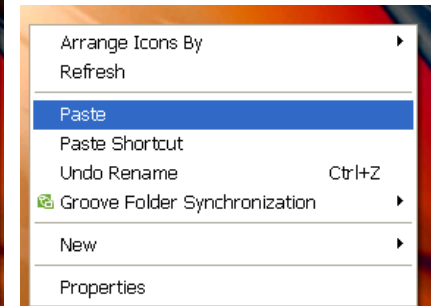 Arrange Icons By
Refresh
Paste
Paste Shortcut
Undo Rename Ctrl+Z
Groove Folder Synchronization
New
Properties